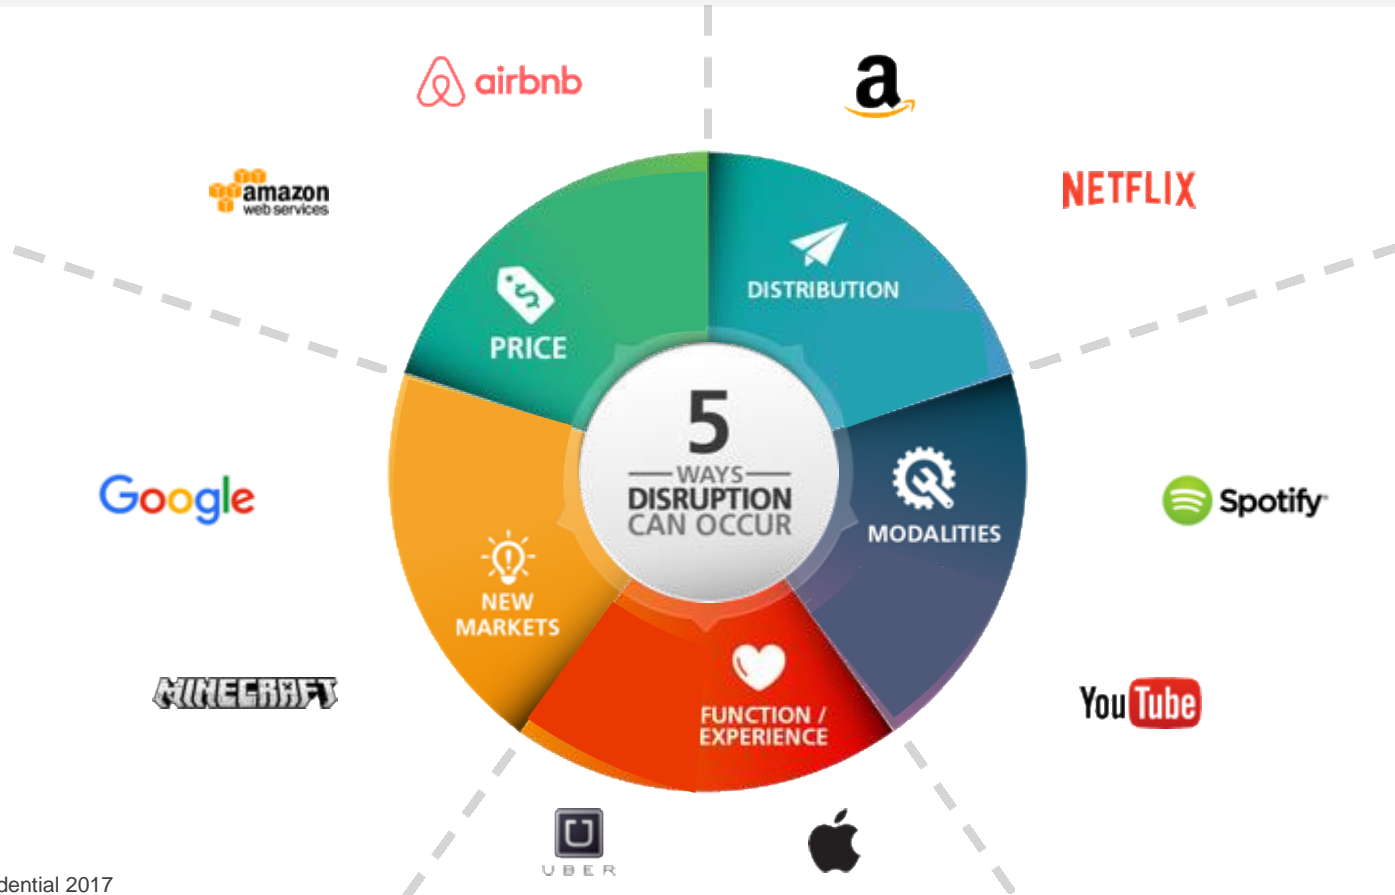 airbnb
a
amazon
web services
NETFLIX
DISTRIBUTION
PRICE
5
WAYS
DISRUPTION
CAN OCCUR
Google
Spotify
MODALITIES
NEW
MARKETS
MINECRAFT
YouTube
FUNCTION /
EXPERIENCE
UBER
dential 2017